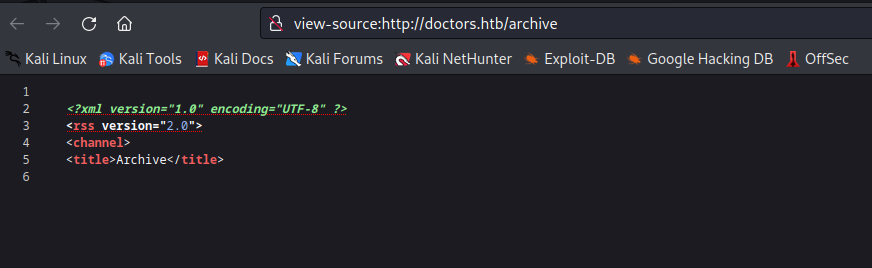 view-source:http://doctors.htb/archive
Kali Linux Kali Tools Kali Docs Kali Forums Kali NetHunter Exploit-DB Google Hacking DB OffSec
1
2 <?xml version="1.0" encoding="UTF-8" ?>
3 <rss version="2.0">
4 <channel>
5 <title>Archive</title>
6